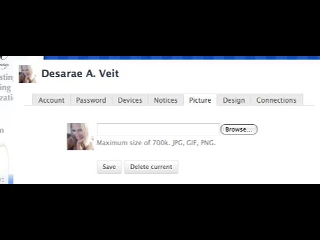 Desarae A. Veit
Account Password Devices Notices Picture Design Connections
Browse...
Maximum size of 700k. JPG, GIF, PNG.
Save Delete current